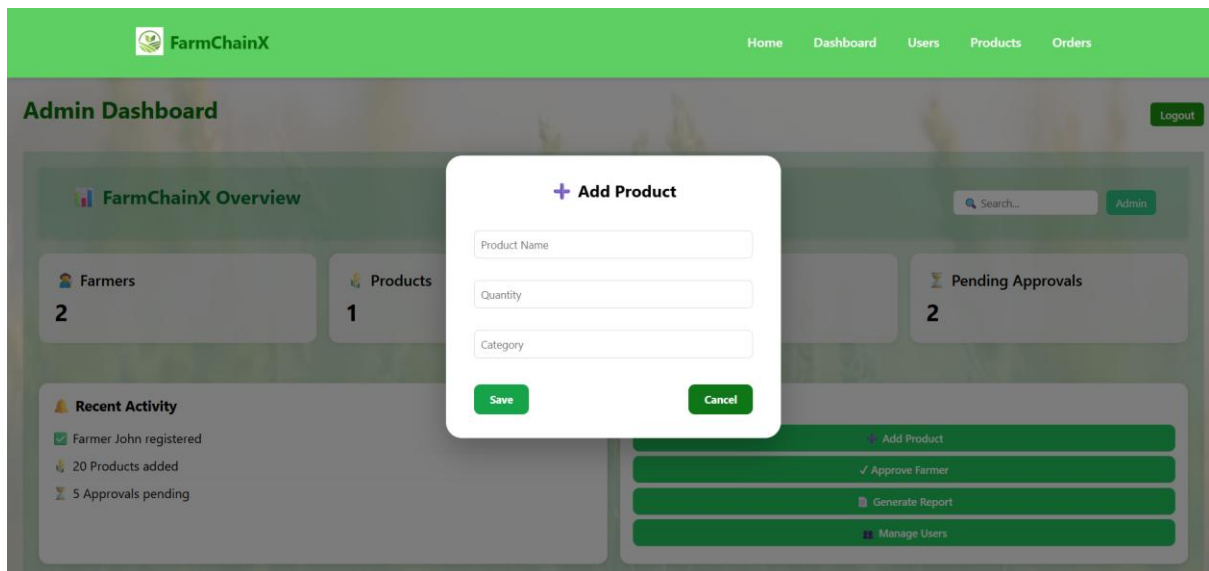 FarmChainX
Home Dashboard Users Products Orders
Admin Dashboard
Logout
FarmChainX Overview
Search...
Admin
Farmers
2
Products
1
Pending Approvals
2
➕ Add Product
Product Name
Quantity
Category
Save
Cancel
Recent Activity
✅ Farmer John registered
20 Products added
⏳ 5 Approvals pending
➕ Add Product
✓ Approve Farmer
Generate Report
Manage Users